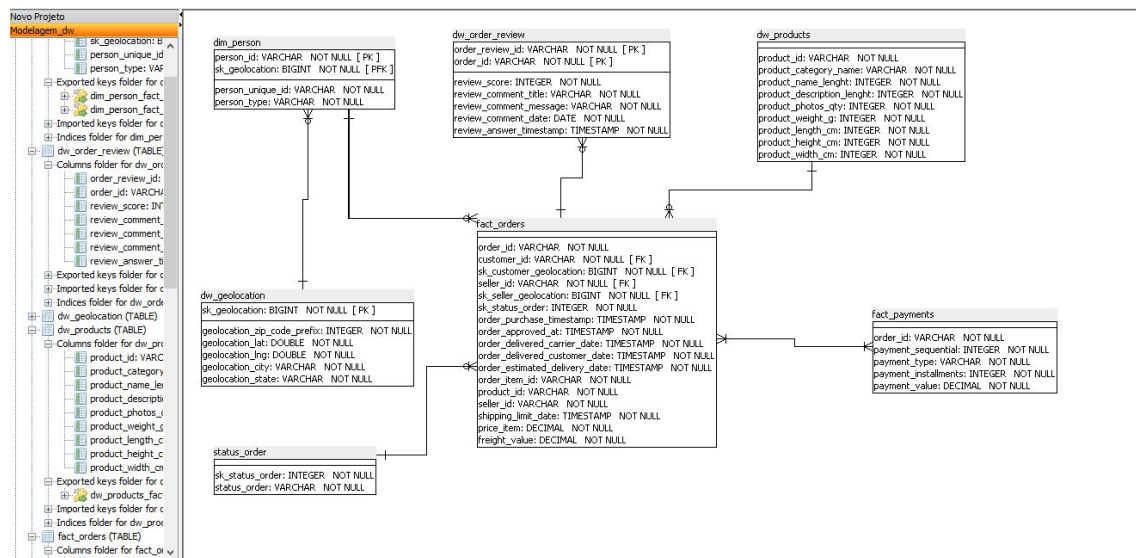 Novo Projeto
Modelagem_dw
sk_geolocation: B
person_unique_id
person_type: VAR
Exported keys folder for d
dim_person_fact_
dim_person_fact_
Imported keys folder for d
Indices folder for dim_per
dw_order_review (TABLE)
Columns folder for dw_ord
order_review_id:
order_id: VARCHA
review_score: INT
review_comment_
review_comment_
review_comment_
review_answer_ti
Exported keys folder for d
Imported keys folder for d
Indices folder for dw_orde
dw_geolocation (TABLE)
dw_products (TABLE)
Columns folder for dw_pro
product_id: VARC
product_category
product_name_len
product_descriptio
product_photos_q
product_weight_g
product_length_c
product_height_c
product_width_cm
Exported keys folder for d
dw_products_fac
Imported keys folder for d
Indices folder for dw_prod
fact_orders (TABLE)
Columns folder for fact_or
dim_person
person_id: VARCHAR NOT NULL [ PK ]
sk_geolocation: BIGINT NOT NULL [ PFK ]
person_unique_id: VARCHAR NOT NULL
person_type: VARCHAR NOT NULL
dw_order_review
order_review_id: VARCHAR NOT NULL [ PK ]
order_id: VARCHAR NOT NULL [ PK ]
review_score: INTEGER NOT NULL
review_comment_title: VARCHAR NOT NULL
review_comment_message: VARCHAR NOT NULL
review_comment_date: DATE NOT NULL
review_answer_timestamp: TIMESTAMP NOT NULL
dw_products
product_id: VARCHAR NOT NULL
product_category_name: VARCHAR NOT NULL
product_name_lenght: INTEGER NOT NULL
product_description_lenght: INTEGER NOT NULL
product_photos_qty: INTEGER NOT NULL
product_weight_g: INTEGER NOT NULL
product_length_cm: INTEGER NOT NULL
product_height_cm: INTEGER NOT NULL
product_width_cm: INTEGER NOT NULL
fact_orders
order_id: VARCHAR NOT NULL
customer_id: VARCHAR NOT NULL [ FK ]
sk_customer_geolocation: BIGINT NOT NULL [ FK ]
seller_id: VARCHAR NOT NULL [ FK ]
sk_seller_geolocation: BIGINT NOT NULL [ FK ]
sk_status_order: INTEGER NOT NULL
order_purchase_timestamp: TIMESTAMP NOT NULL
order_approved_at: TIMESTAMP NOT NULL
order_delivered_carrier_date: TIMESTAMP NOT NULL
order_delivered_customer_date: TIMESTAMP NOT NULL
order_estimated_delivery_date: TIMESTAMP NOT NULL
order_item_id: VARCHAR NOT NULL
product_id: VARCHAR NOT NULL
seller_id: VARCHAR NOT NULL
shipping_limit_date: TIMESTAMP NOT NULL
price_item: DECIMAL NOT NULL
freight_value: DECIMAL NOT NULL
dw_geolocation
sk_geolocation: BIGINT NOT NULL [ PK ]
geolocation_zip_code_prefix: INTEGER NOT NULL
geolocation_lat: DOUBLE NOT NULL
geolocation_lng: DOUBLE NOT NULL
geolocation_city: VARCHAR NOT NULL
geolocation_state: VARCHAR NOT NULL
fact_payments
order_id: VARCHAR NOT NULL
payment_sequential: INTEGER NOT NULL
payment_type: VARCHAR NOT NULL
payment_installments: INTEGER NOT NULL
payment_value: DECIMAL NOT NULL
status_order
sk_status_order: INTEGER NOT NULL
status_order: VARCHAR NOT NULL